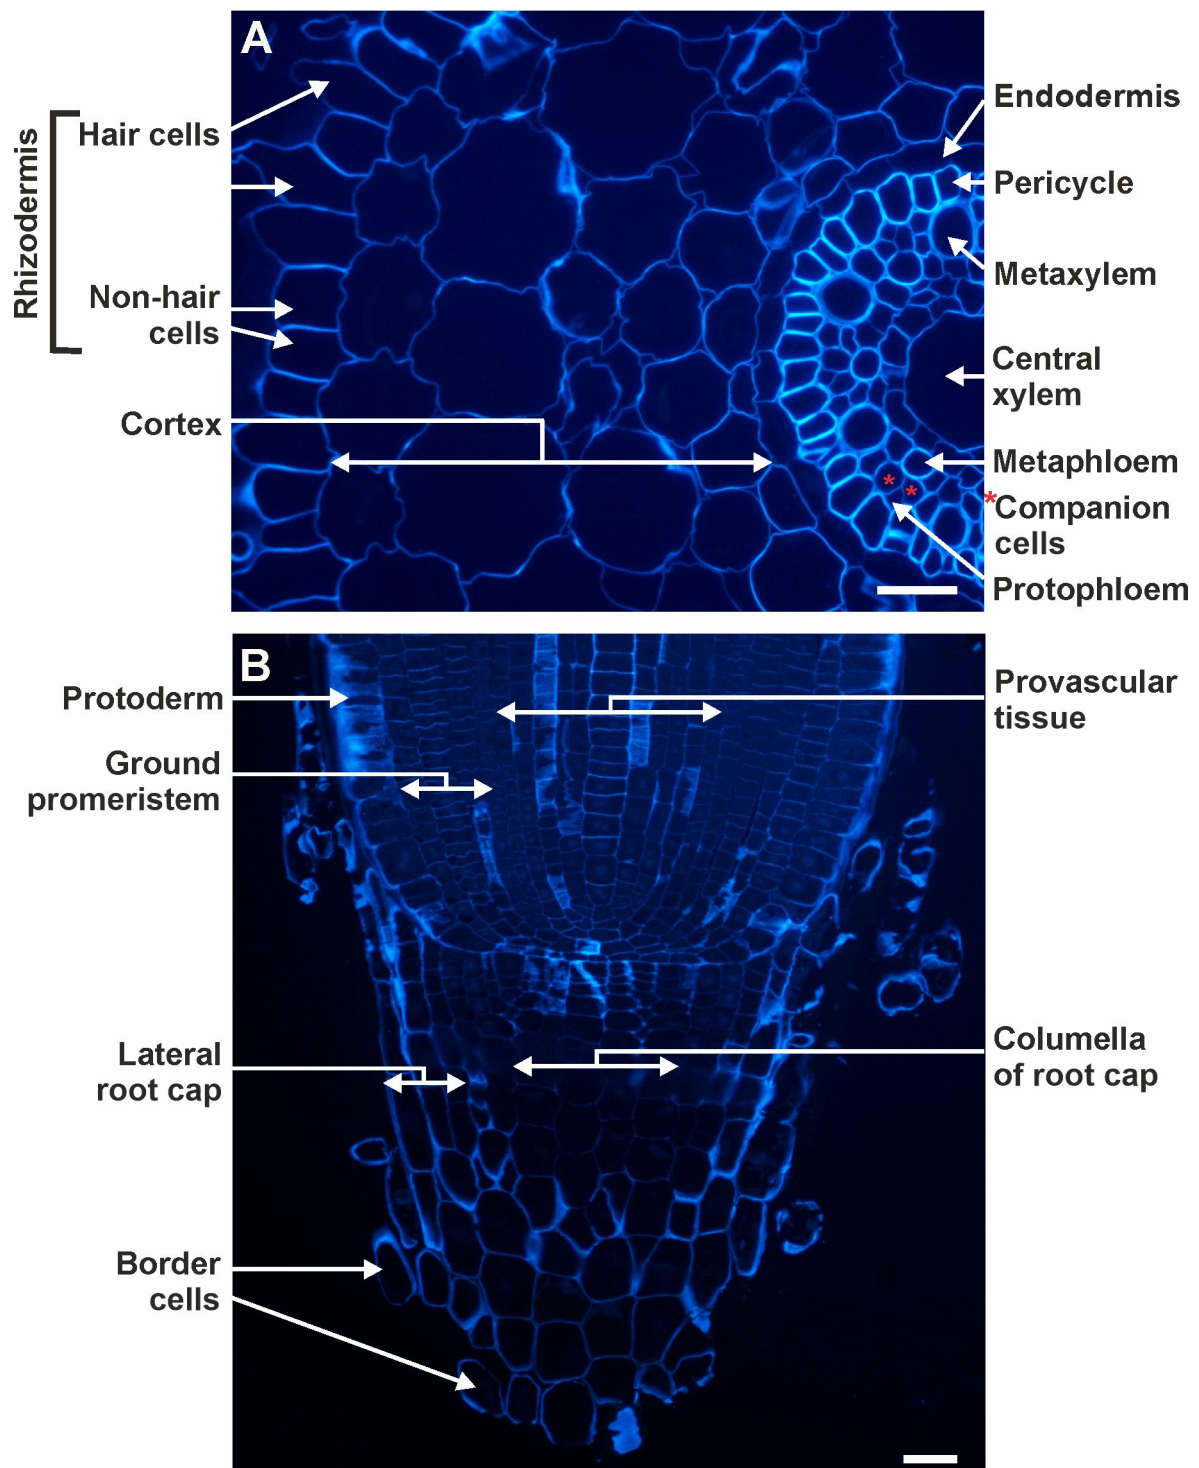 A
Rhizodermis
Hair cells
Non-hair
cells
Cortex
Endodermis
Pericycle
Metaxylem
Central
xylem
Metaphloem
* *
*Companion
cells
Protophloem
B
Protoderm
Ground
promeristem
Lateral
root cap
Border
cells
Provascular
tissue
Columella
of root cap